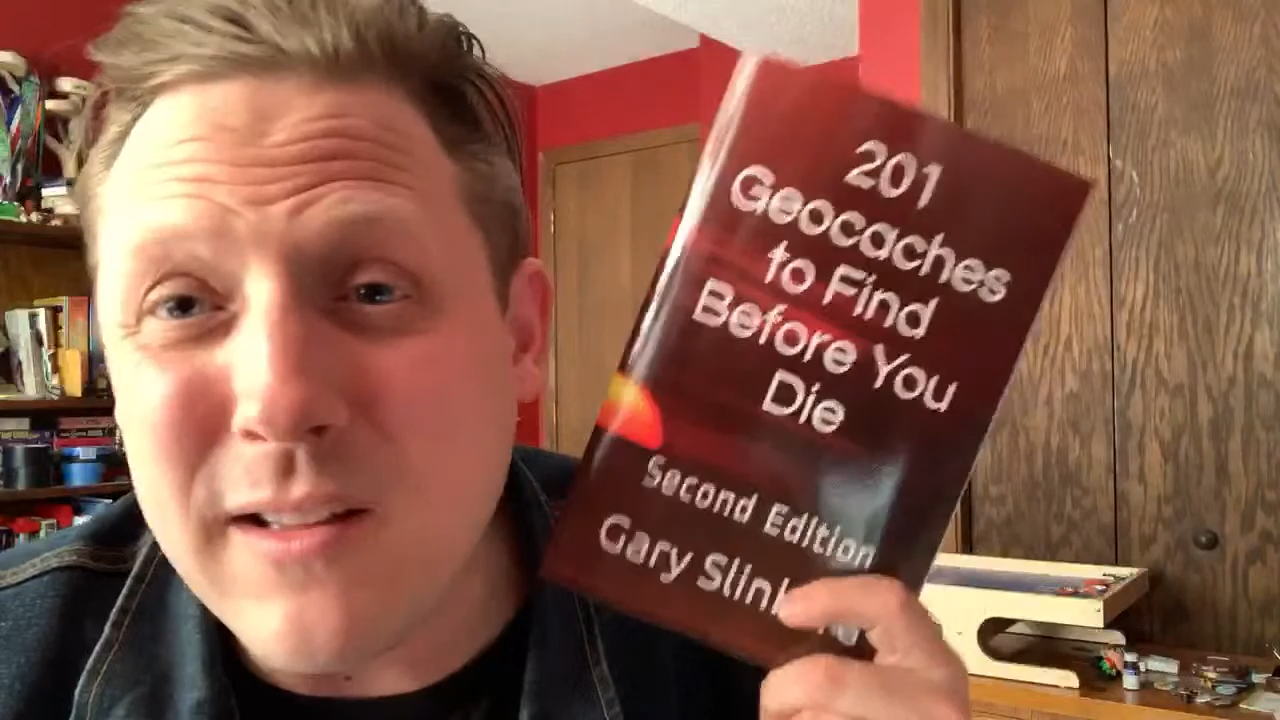 201
Geocaches
to Find
Before You
Die
Second Edition
Gary